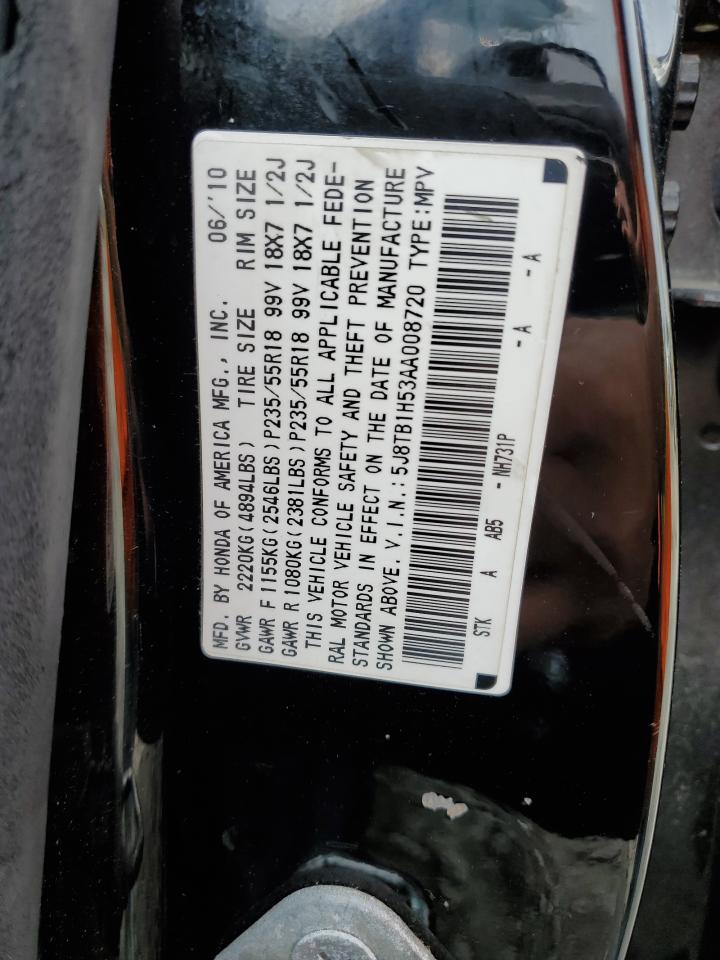 MFD. BY HONDA OF AMERICA MFG., INC. 06/'10
GVWR 2220KG(4894LBS) TIRE SIZE RIM SIZE
GAWR F 1155KG(2546LBS)P235/55R18 99V 18X7 1/2J
GAWR R 1080KG(2381LBS)P235/55R18 99V 18X7 1/2J
THIS VEHICLE CONFORMS TO ALL APPLICABLE FEDE-
RAL MOTOR VEHICLE SAFETY AND THEFT PREVENTION
STANDARDS IN EFFECT ON THE DATE OF MANUFACTURE
SHOWN ABOVE. V.I.N.:5J8TB1H53AA008720 TYPE:MPV
STK A AB5 - NH731P - A - A